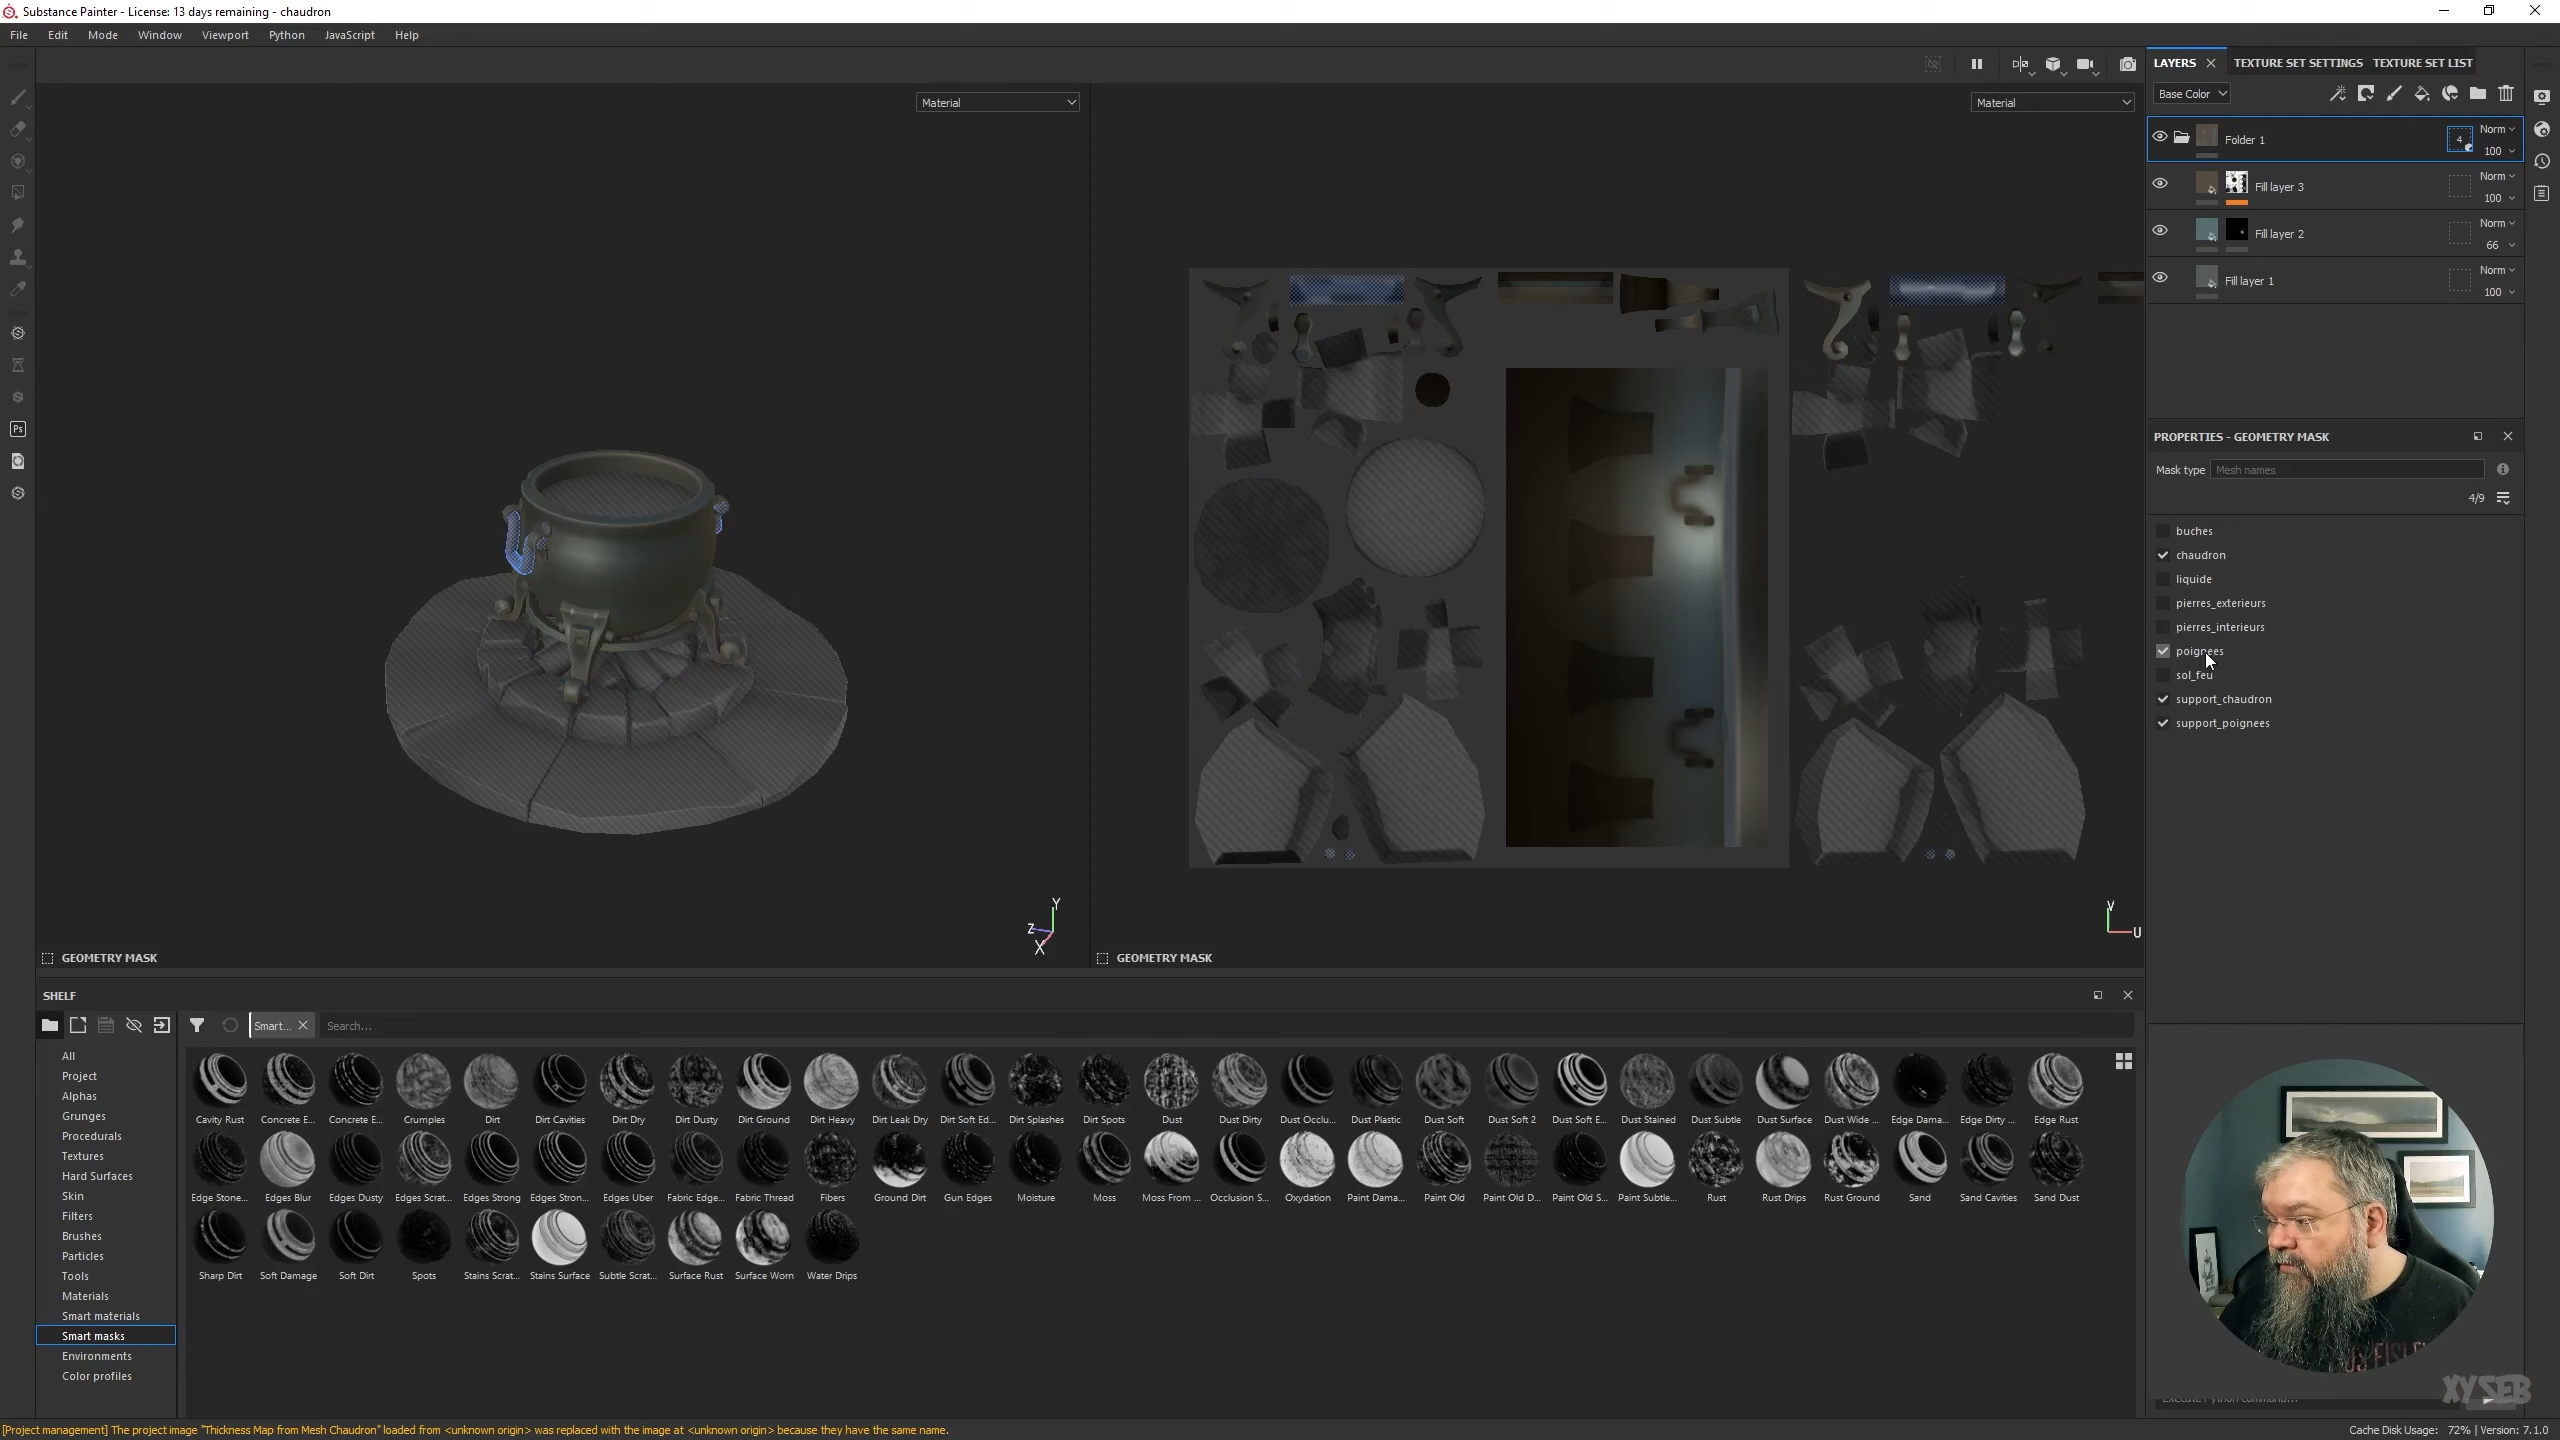 Substance Painter - License: 13 days remaining - chaudron
File Edit Mode Window Viewport Python JavaScript Help
Material
Material
LAYERS TEXTURE SET SETTINGS TEXTURE SET LIST
Base Color
Folder 1 4 Norm 100
Fill layer 3 Norm 100
Fill layer 2 Norm 66
Fill layer 1 Norm 100
PROPERTIES - GEOMETRY MASK
Mask type Mesh names
4/9
buches
chaudron
liquide
pierres_exterieurs
pierres_interieurs
poignees
sol_feu
support_chaudron
support_poignees
Ps
Y
Z
X
V
U
GEOMETRY MASK
GEOMETRY MASK
SHELF
Smart... Search...
All
Project
Alphas
Grunges
Procedurals
Textures
Hard Surfaces
Skin
Filters
Brushes
Particles
Tools
Materials
Smart materials
Smart masks
Environments
Color profiles
Cavity Rust Concrete E... Concrete E... Crumples Dirt Dirt Cavities Dirt Dry Dirt Dusty Dirt Ground Dirt Heavy Dirt Leak Dry Dirt Soft Ed... Dirt Splashes Dirt Spots Dust Dust Dirty Dust Occlu... Dust Plastic Dust Soft Dust Soft 2 Dust Soft E... Dust Stained Dust Subtle Dust Surface Dust Wide ... Edge Dama... Edge Dirty ... Edge Rust
Edge Stone... Edges Blur Edges Dusty Edges Scrat... Edges Strong Edges Stron... Edges Uber Fabric Edge... Fabric Thread Fibers Ground Dirt Gun Edges Moisture Moss Moss From ... Occlusion S... Oxydation Paint Dama... Paint Old Paint Old D... Paint Old S... Paint Subtle... Rust Rust Drips Rust Ground Sand Sand Cavities Sand Dust
Sharp Dirt Soft Damage Soft Dirt Spots Stains Scrat... Stains Surface Subtle Scrat... Surface Rust Surface Worn Water Drips
XYSEB
[Project management] The project image "Thickness Map from Mesh Chaudron" loaded from <unknown origin> was replaced with the image at <unknown origin> because they have the same name.
Cache Disk Usage: 72% | Version: 7.1.0